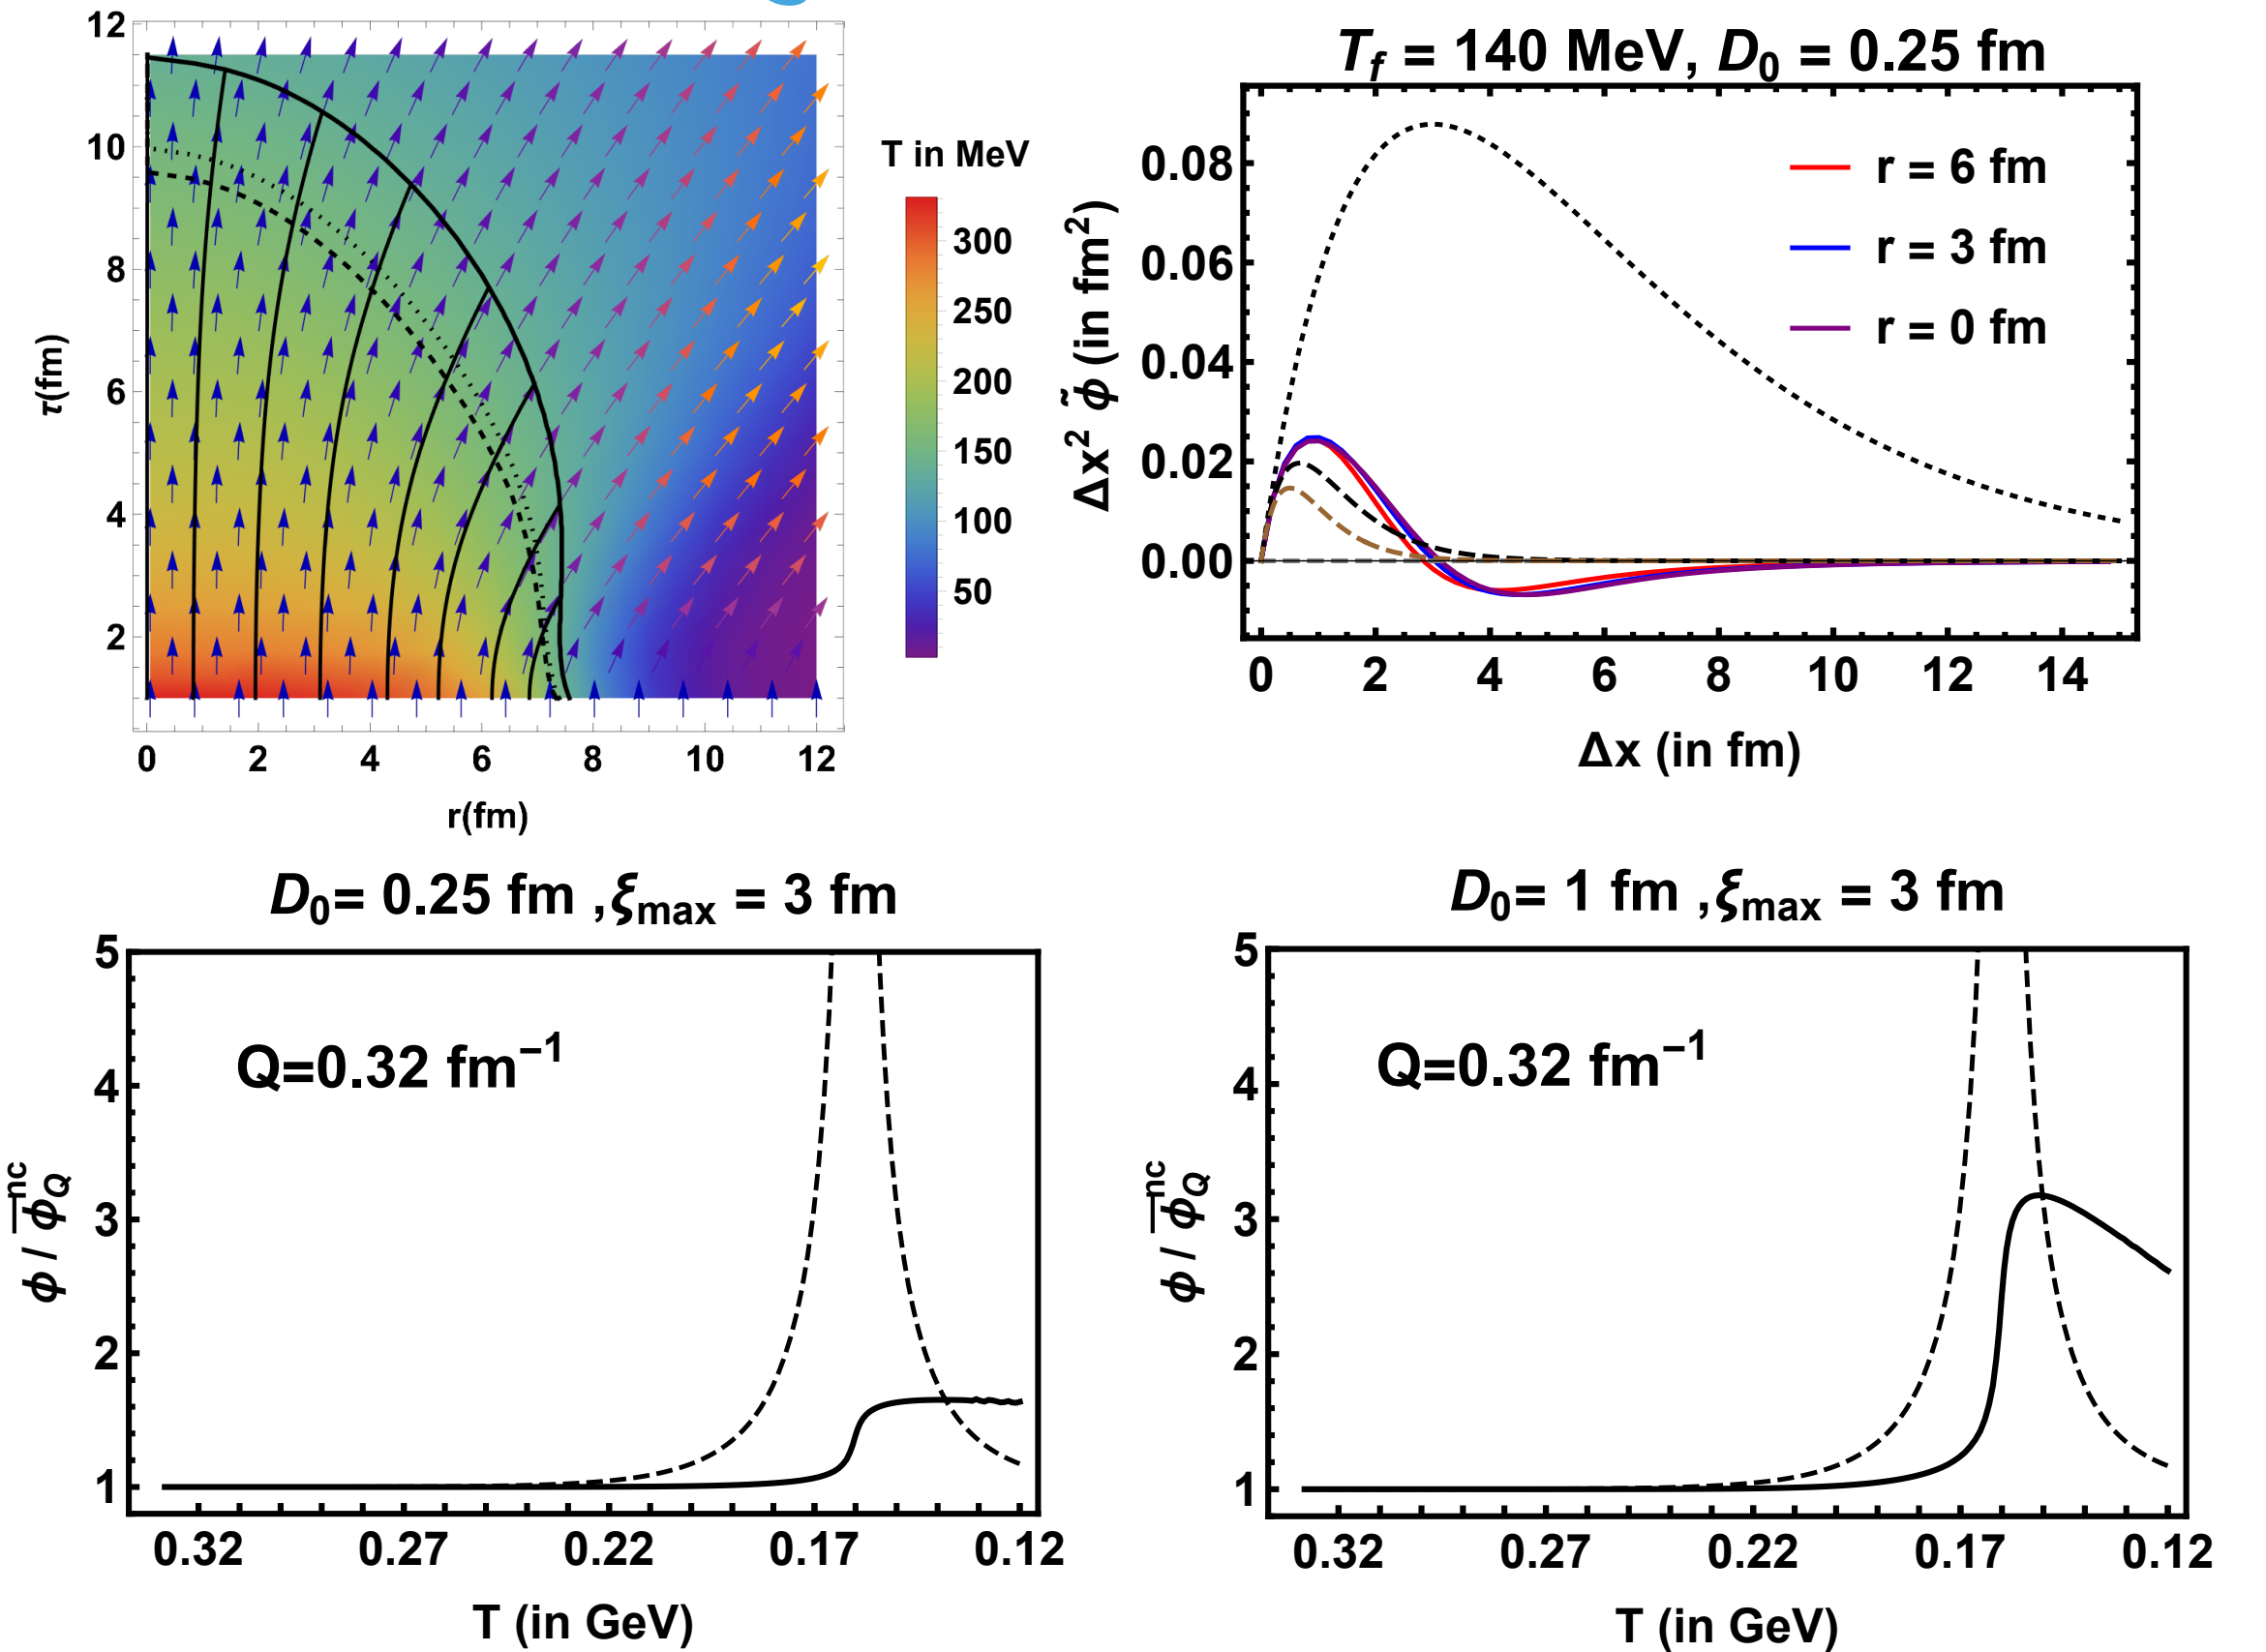 12
10
8
6
4
2
0 2 4 6 8 10 12
τ(fm)
r(fm)
T in MeV
300
250
200
150
100
50
T_f = 140 MeV, D₀ = 0.25 fm
r = 6 fm
r = 3 fm
r = 0 fm
0.08
0.06
0.04
0.02
0.00
0 2 4 6 8 10 12 14
Δx² φ̃ (in fm²)
Δx (in fm)
D₀= 0.25 fm ,ξ_max = 3 fm
Q=0.32 fm⁻¹
5
4
3
2
1
0.32 0.27 0.22 0.17 0.12
ϕ / ϕ̅_Q^nc
T (in GeV)
D₀= 1 fm ,ξ_max = 3 fm
Q=0.32 fm⁻¹
5
4
3
2
1
0.32 0.27 0.22 0.17 0.12
ϕ / ϕ̅_Q^nc
T (in GeV)